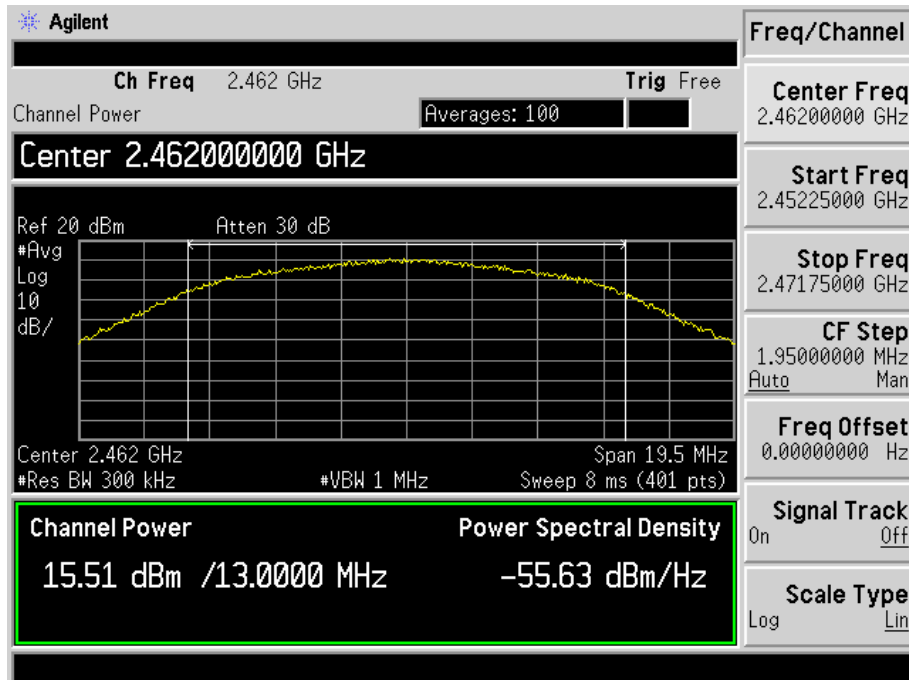 Agilent
Ch Freq 2.462 GHz Trig Free
Channel Power Averages: 100
Center 2.462000000 GHz
Ref 20 dBm Atten 30 dB
#Avg
Log
10
dB/
Center 2.462 GHz Span 19.5 MHz
#Res BW 300 kHz #VBW 1 MHz Sweep 8 ms (401 pts)
Channel Power Power Spectral Density
15.51 dBm /13.0000 MHz -55.63 dBm/Hz
Freq/Channel
Center Freq
2.46200000 GHz
Start Freq
2.45225000 GHz
Stop Freq
2.47175000 GHz
CF Step
1.95000000 MHz
Auto Man
Freq Offset
0.00000000 Hz
Signal Track
On Off
Scale Type
Log Lin